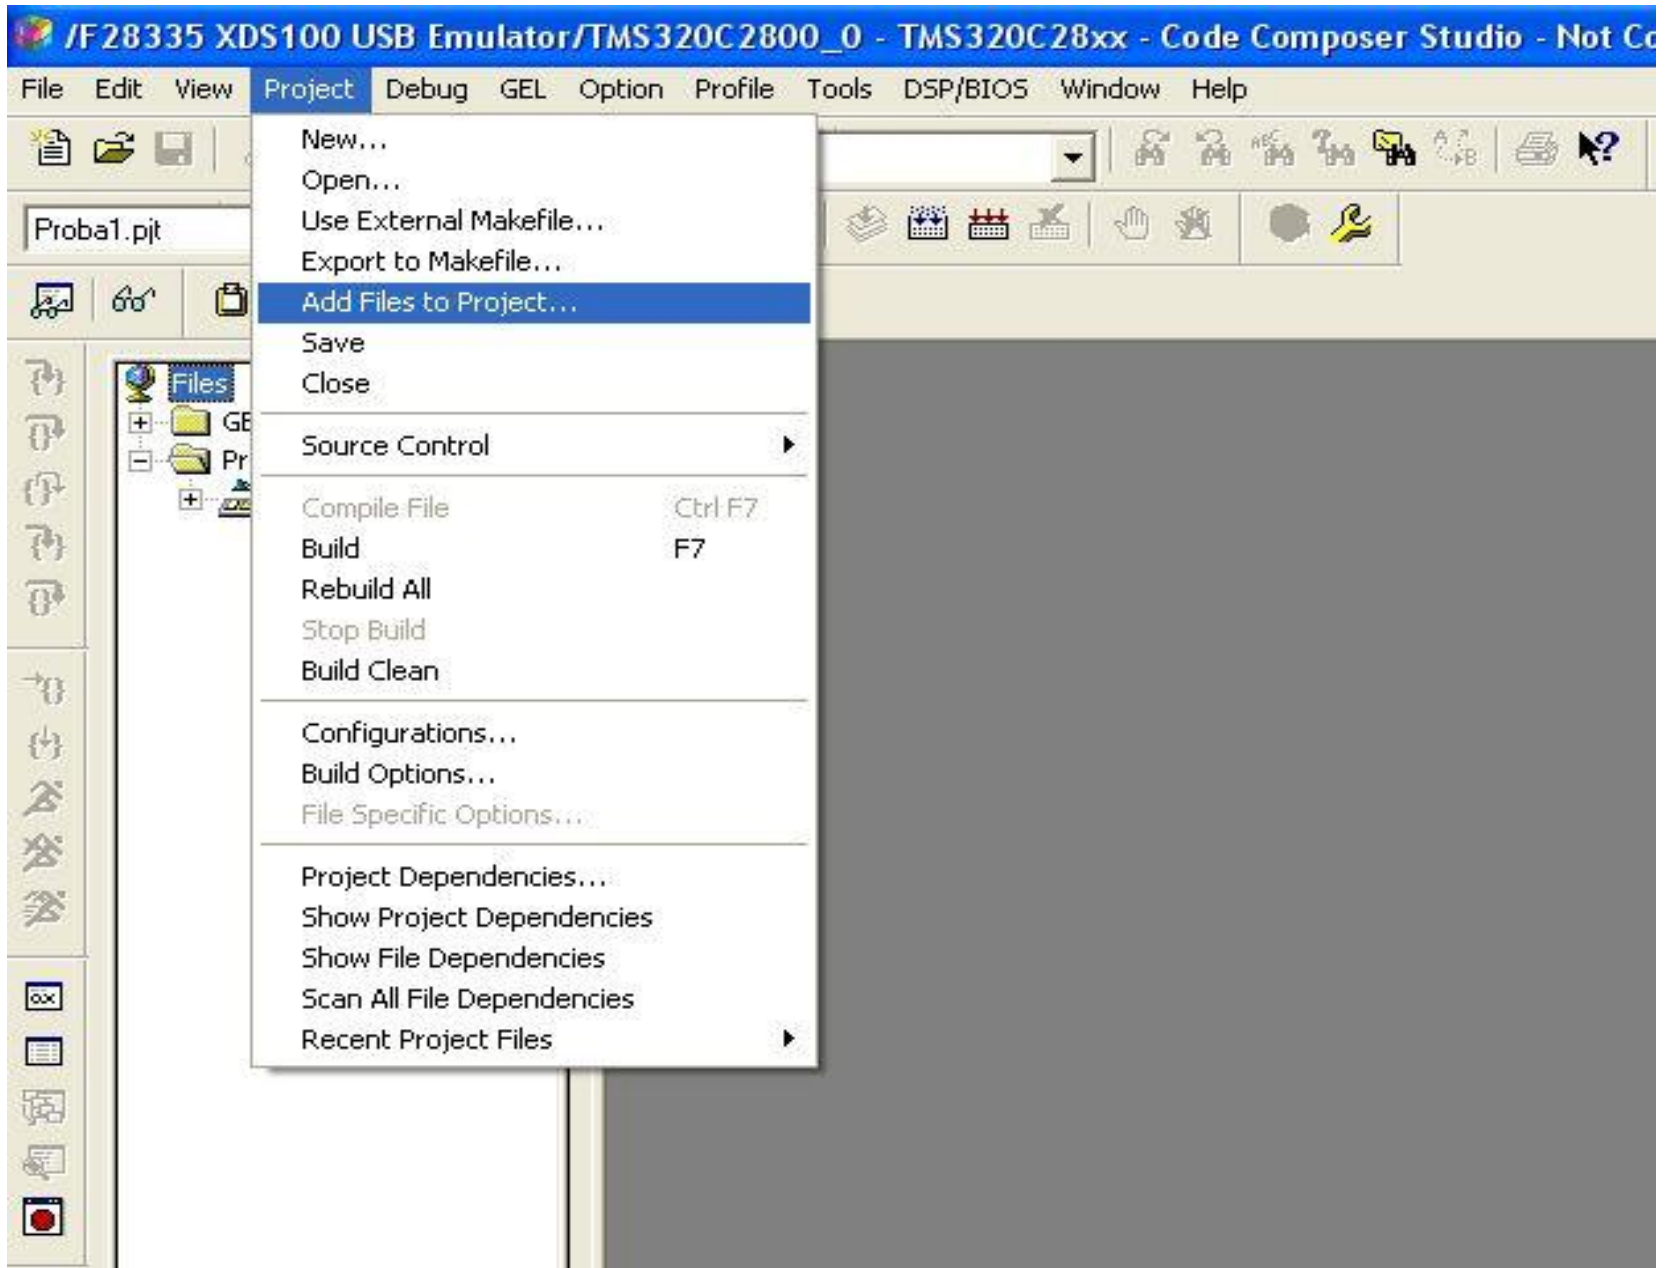 /F28335 XDS100 USB Emulator/TMS320C2800_0 - TMS320C28xx - Code Composer Studio - Not Co
File Edit View Project Debug GEL Option Profile Tools DSP/BIOS Window Help
Proba1.pjt
New...
Open...
Use External Makefile...
Export to Makefile...
Add Files to Project...
Save
Close
Source Control
Compile File Ctrl F7
Build F7
Rebuild All
Stop Build
Build Clean
Configurations...
Build Options...
File Specific Options...
Project Dependencies...
Show Project Dependencies
Show File Dependencies
Scan All File Dependencies
Recent Project Files
Files
GE
Pr